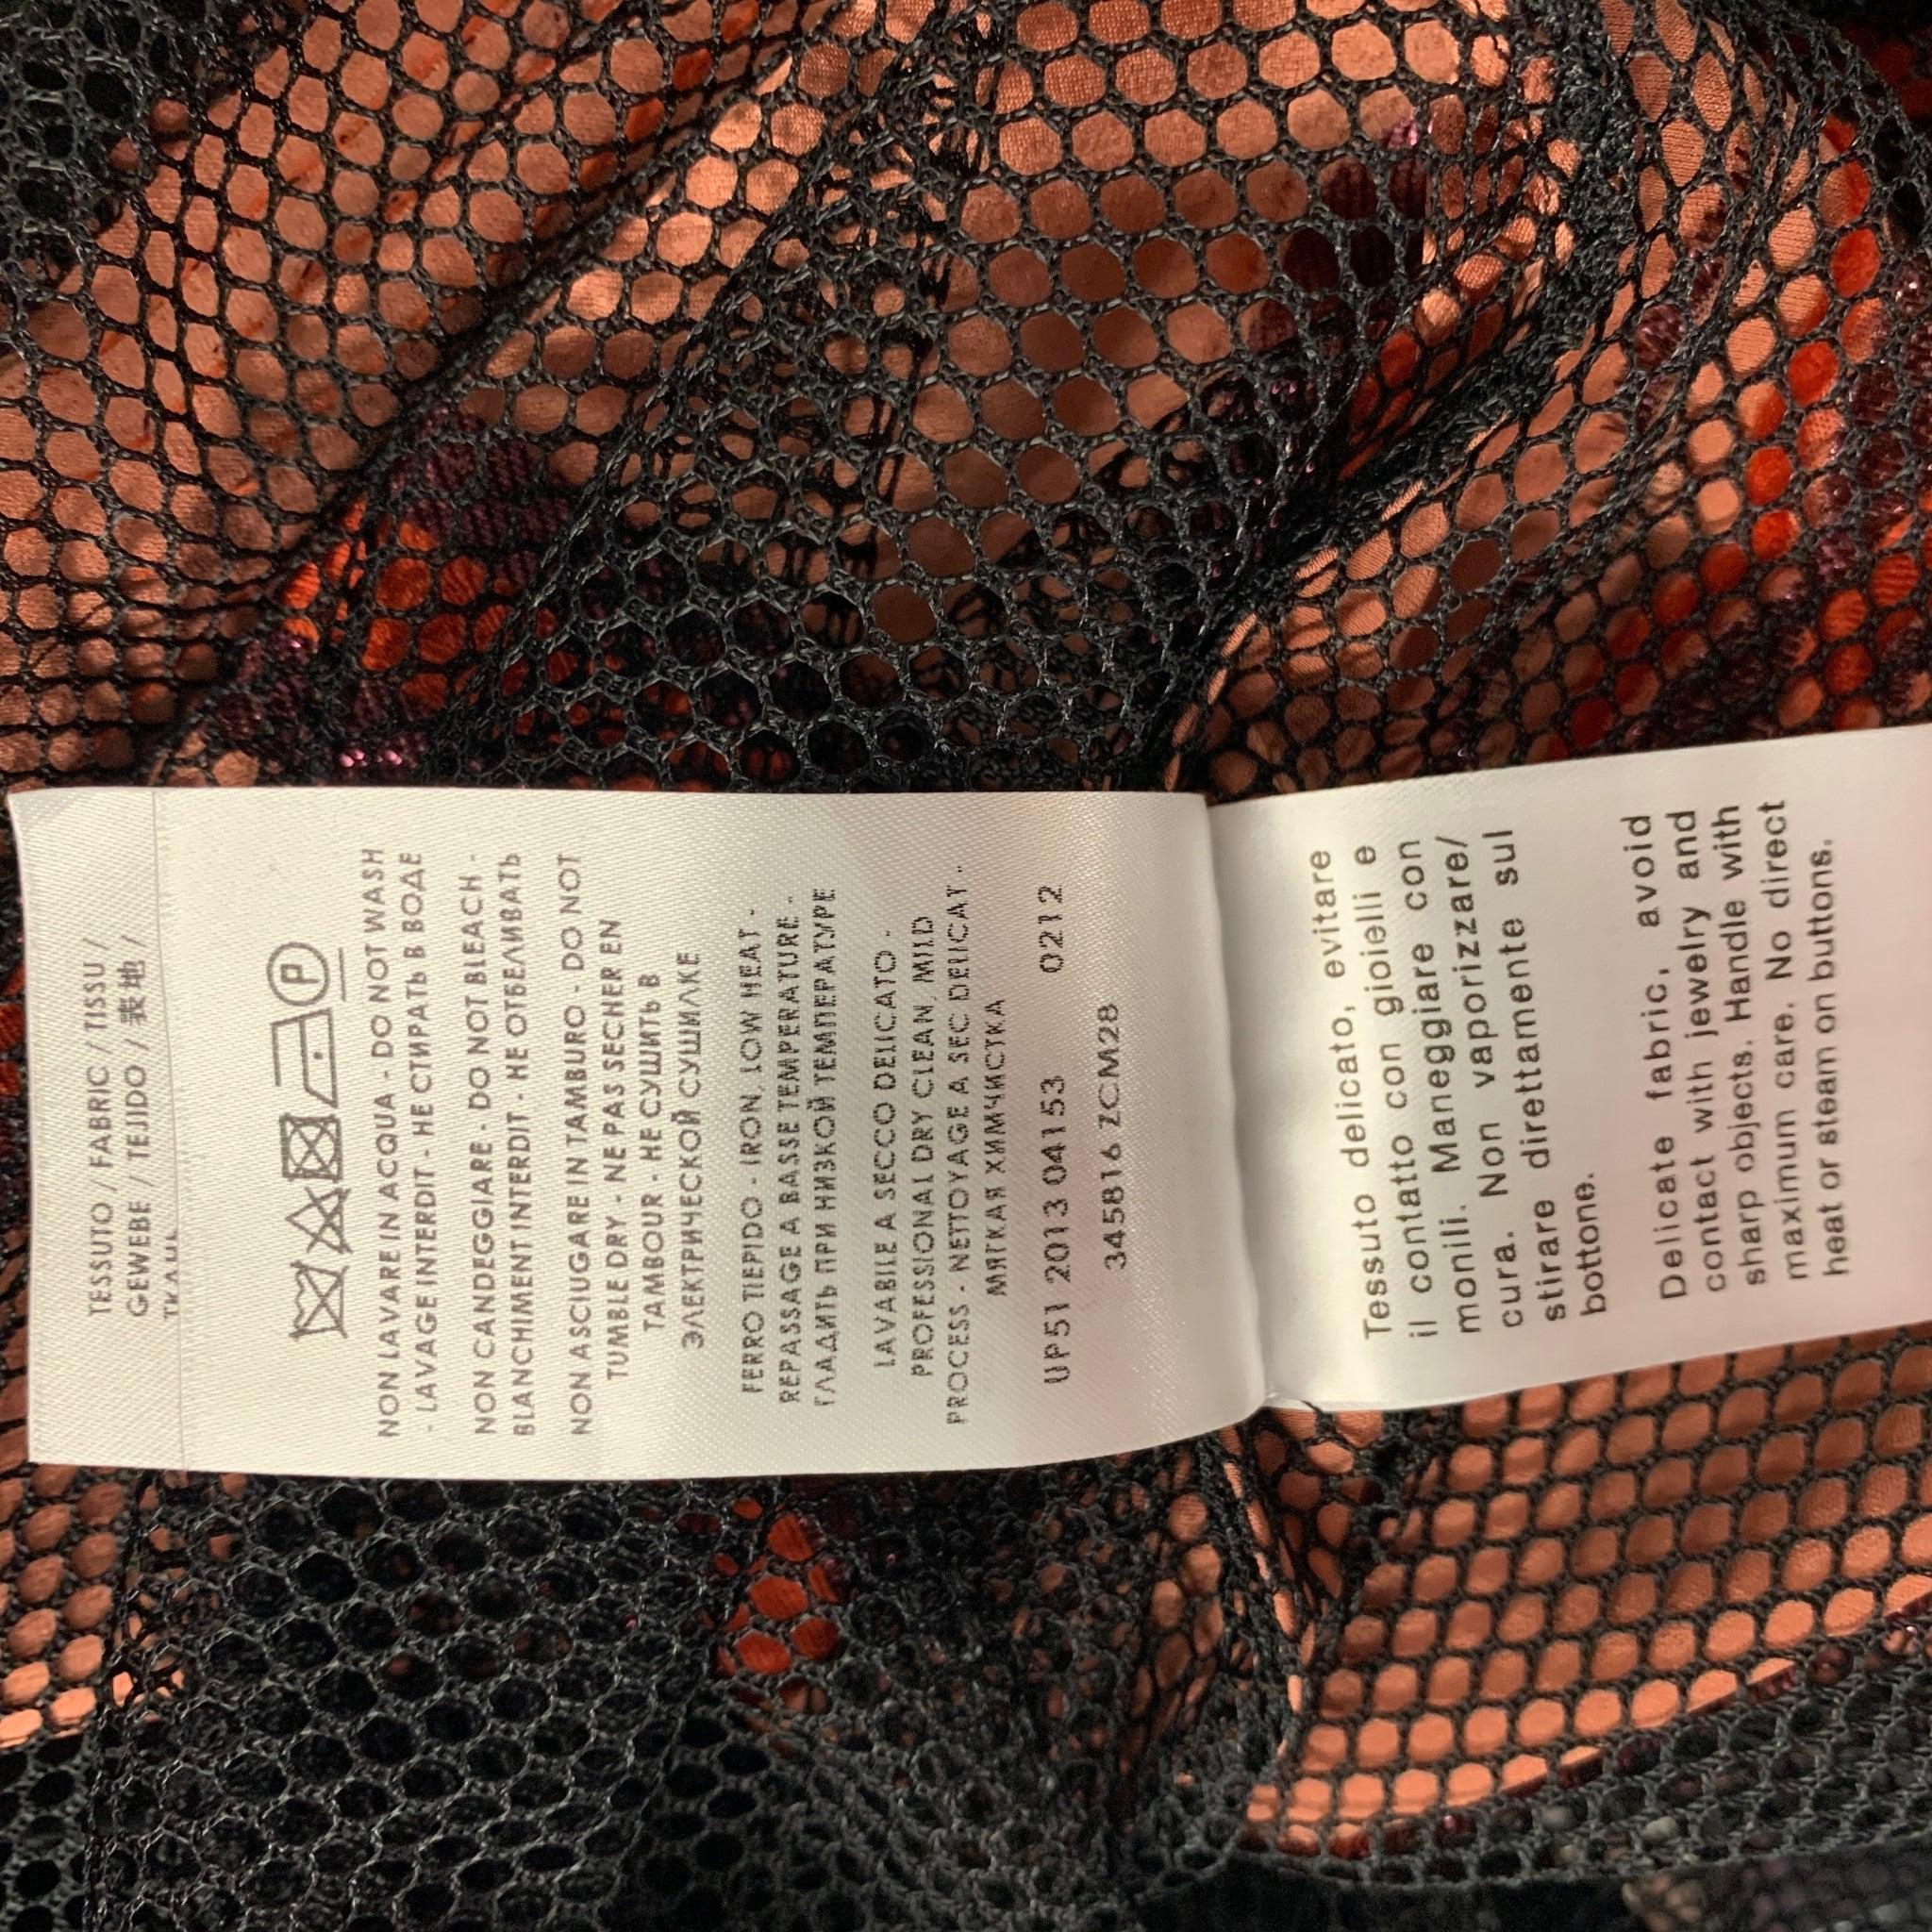 TESSUTO / FABRIC / TISSU /
GEWEBE / TEJIDO / 表地 /
P
NON LAVARE IN ACQUA - DO NOT WASH
- LAVAGE INTERDIT - НЕ СТИРАТЬ В ВОДЕ
NON CANDEGGIARE - DO NOT BLEACH -
BLANCHIMENT INTERDIT - НЕ ОТБЕЛИВАТЬ
NON ASCIUGARE IN TAMBURO - DO NOT
TUMBLE DRY - NE PAS SECHER EN
TAMBOUR - НЕ СУШИТЬ В
ЭЛЕКТРИЧЕСКОЙ СУШИЛКЕ
FERRO TIEPIDO - IRON, LOW HEAT -
REPASSAGE A BASSE TEMPERATURE -
ГЛАДИТЬ ПРИ НИЗКОЙ ТЕМПЕРАТУРЕ
LAVABILE A SECCO DELICATO -
PROFESSIONAL DRY CLEAN, MILD
PROCESS - NETTOYAGE A SEC DELICAT -
МЯГКАЯ ХИМЧИСТКА
UP51 2013 04153 0212
345816 ZCM28
Tessuto delicato, evitare
il contatto con gioielli e
monili. Maneggiare con
cura. Non vaporizzare/
stirare direttamente sul
bottone.
Delicate fabric, avoid
contact with jewelry and
sharp objects. Handle with
maximum care. No direct
heat or steam on buttons.